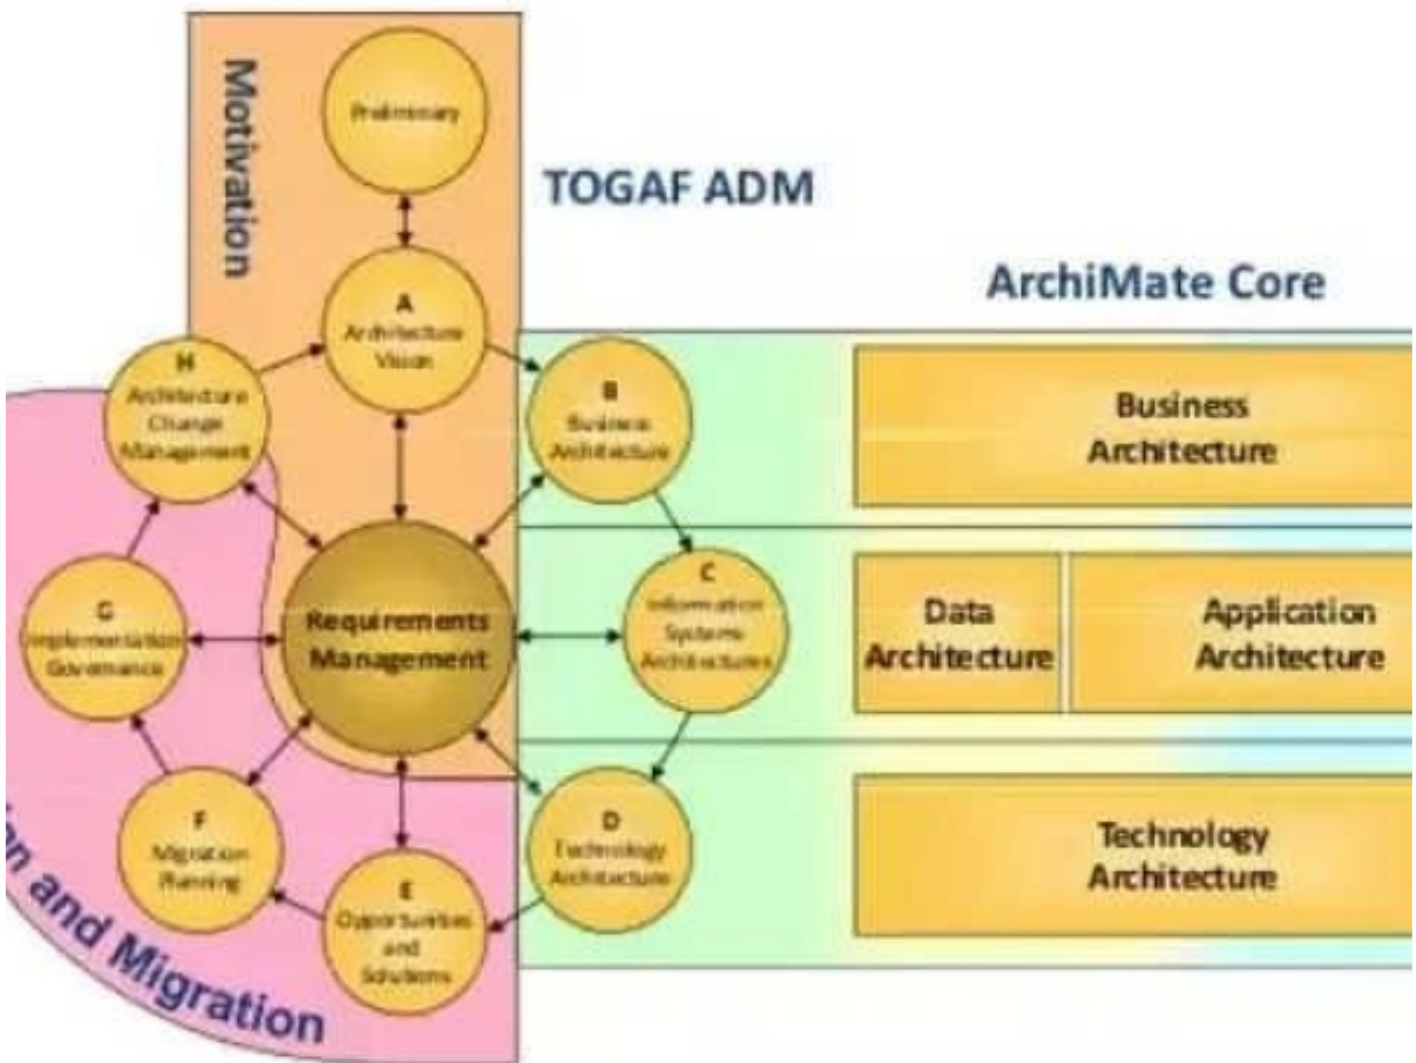 Motivation
Preliminary
TOGAF ADM
ArchiMate Core
A
Architecture
Vision
H
Architecture
Change
Management
B
Business
Architecture
Business
Architecture
G
Implementation
Governance
Requirements
Management
C
Information
Systems
Architectures
Data
Architecture
Application
Architecture
F
Migration
Planning
E
Opportunities
and
Solutions
D
Technology
Architecture
Technology
Architecture
and Migration